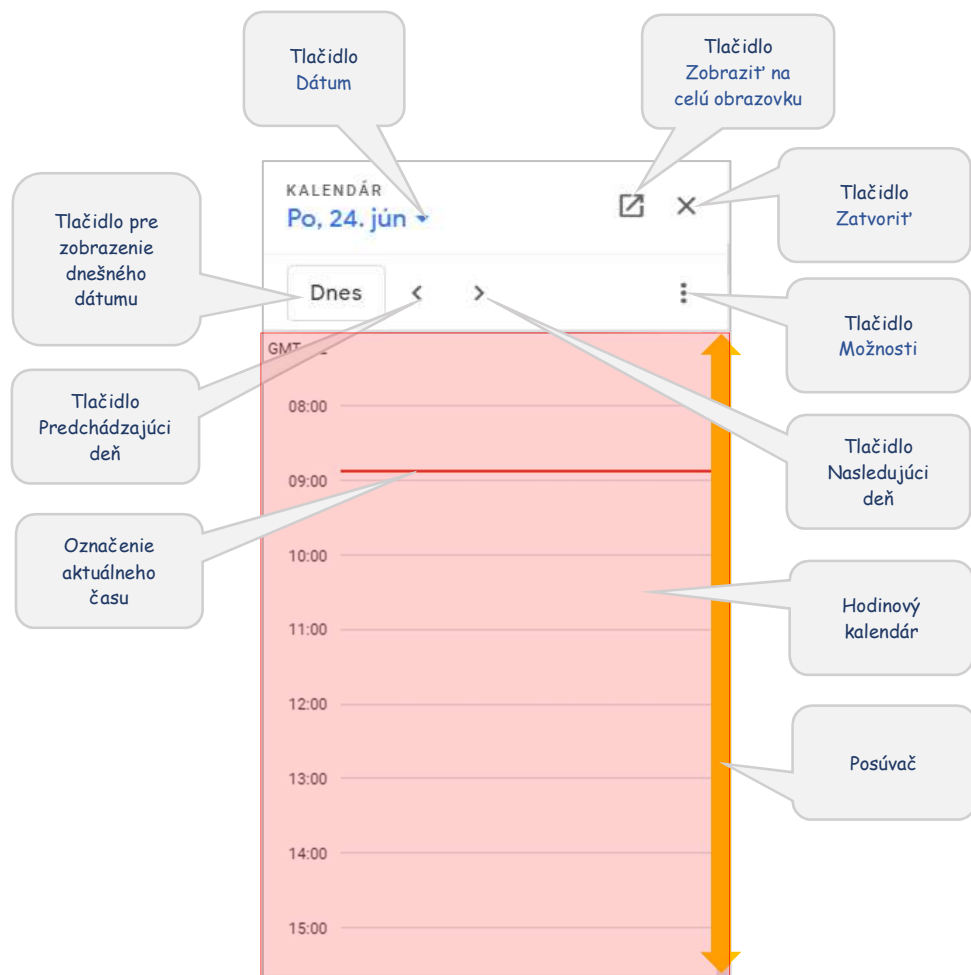 Tlačidlo
Dátum
Tlačidlo
Zobraziť na
celú obrazovku
KALENDÁR
Po, 24. jún
Tlačidlo
Zatvoriť
Tlačidlo pre
zobrazenie
dnešného
dátumu
Dnes
Tlačidlo
Možnosti
GMT
08:00
Tlačidlo
Predchádzajúci
deň
Tlačidlo
Nasledujúci
deň
09:00
Označenie
aktuálneho
času
10:00
Hodinový
kalendár
11:00
12:00
Posúvač
13:00
14:00
15:00